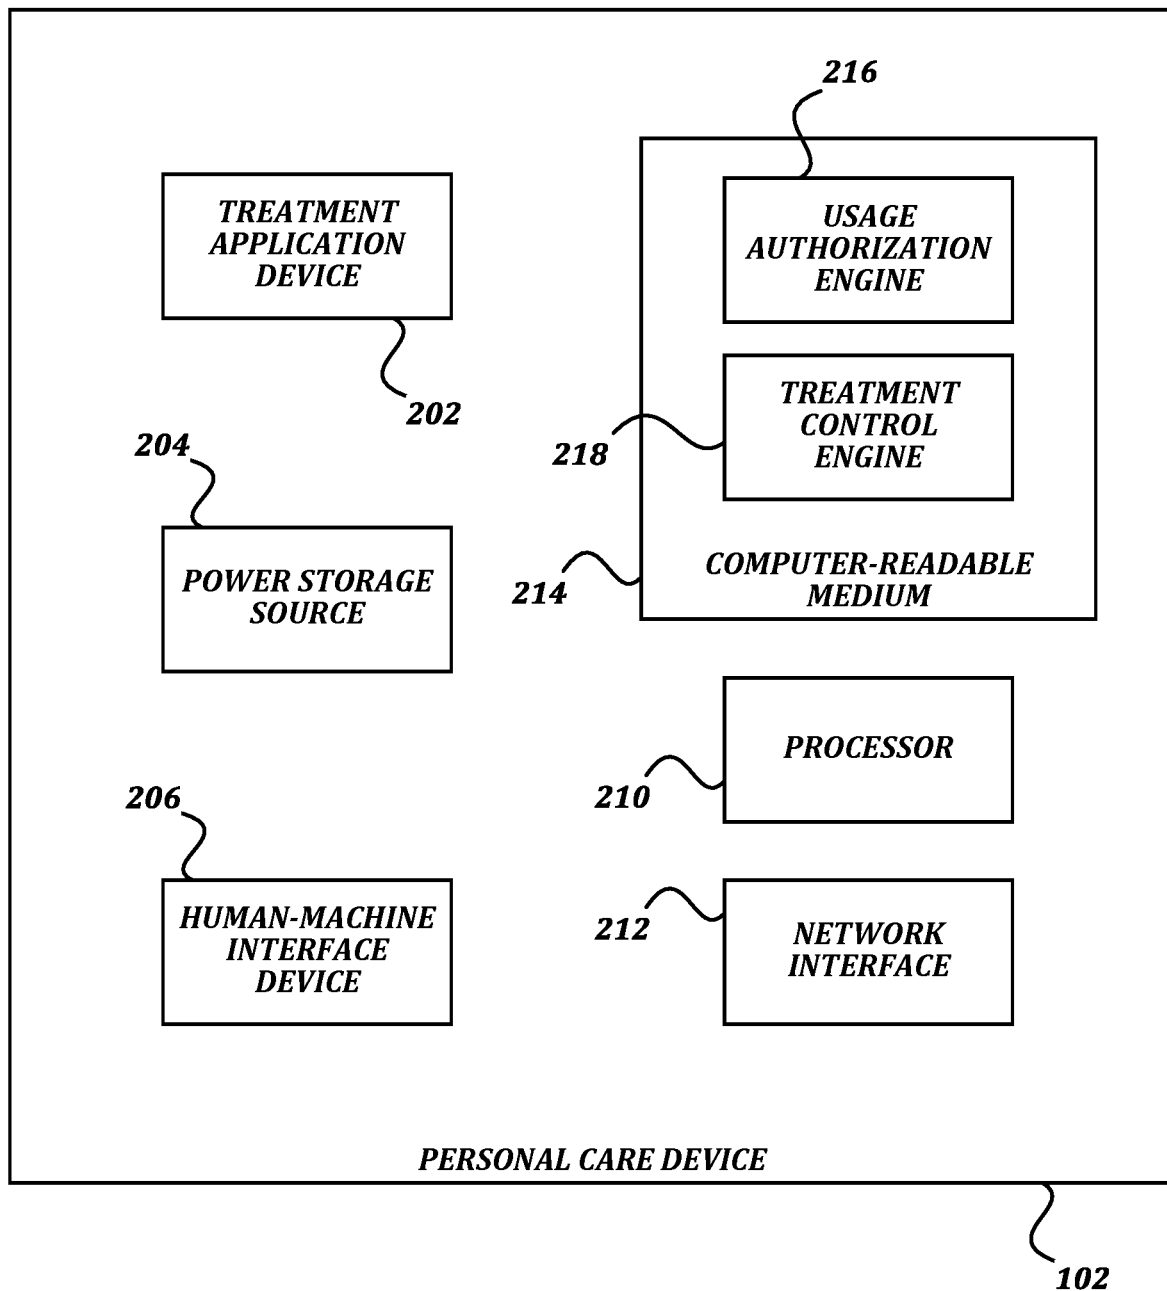 216
TREATMENT
APPLICATION
DEVICE
202
USAGE
AUTHORIZATION
ENGINE
TREATMENT
CONTROL
ENGINE
218
COMPUTER-READABLE
MEDIUM
214
204
POWER STORAGE
SOURCE
PROCESSOR
210
206
HUMAN-MACHINE
INTERFACE
DEVICE
212
NETWORK
INTERFACE
PERSONAL CARE DEVICE
102